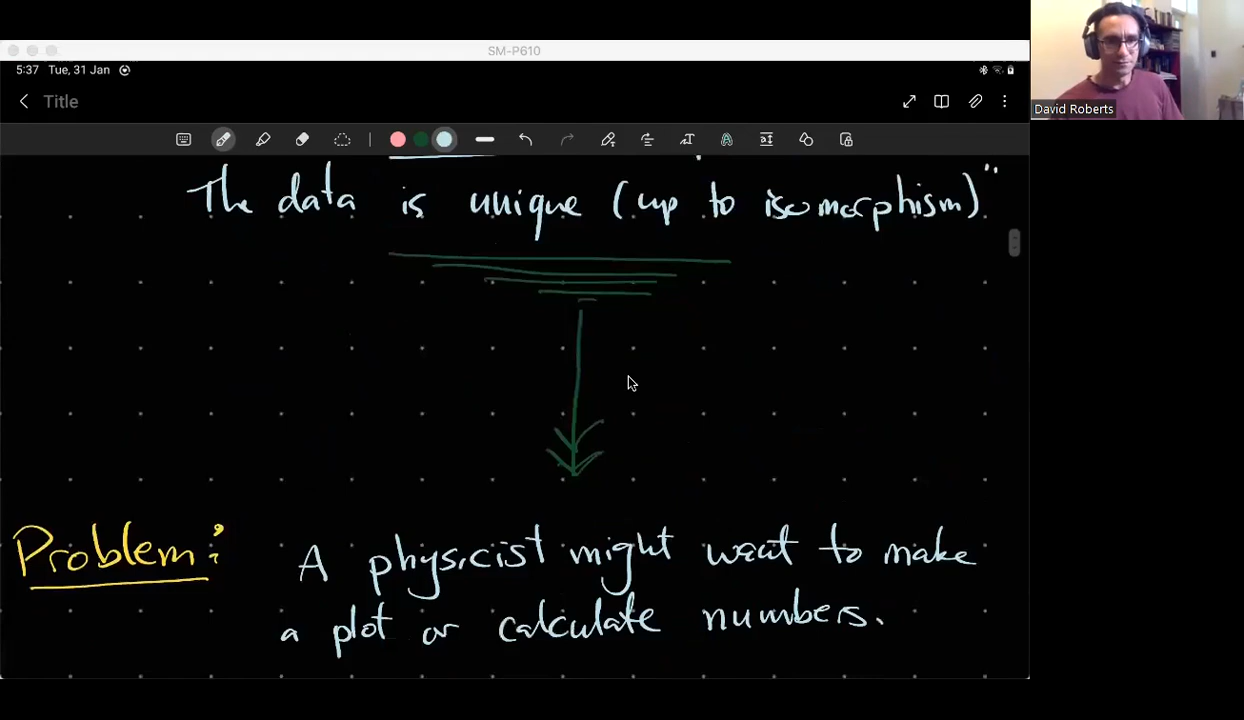 SM-P610
5:37 Tue, 31 Jan
Title
David Roberts
The data is unique (up to isomorphism)"
Problem: A physicist might want to make
a plot or calculate numbers.